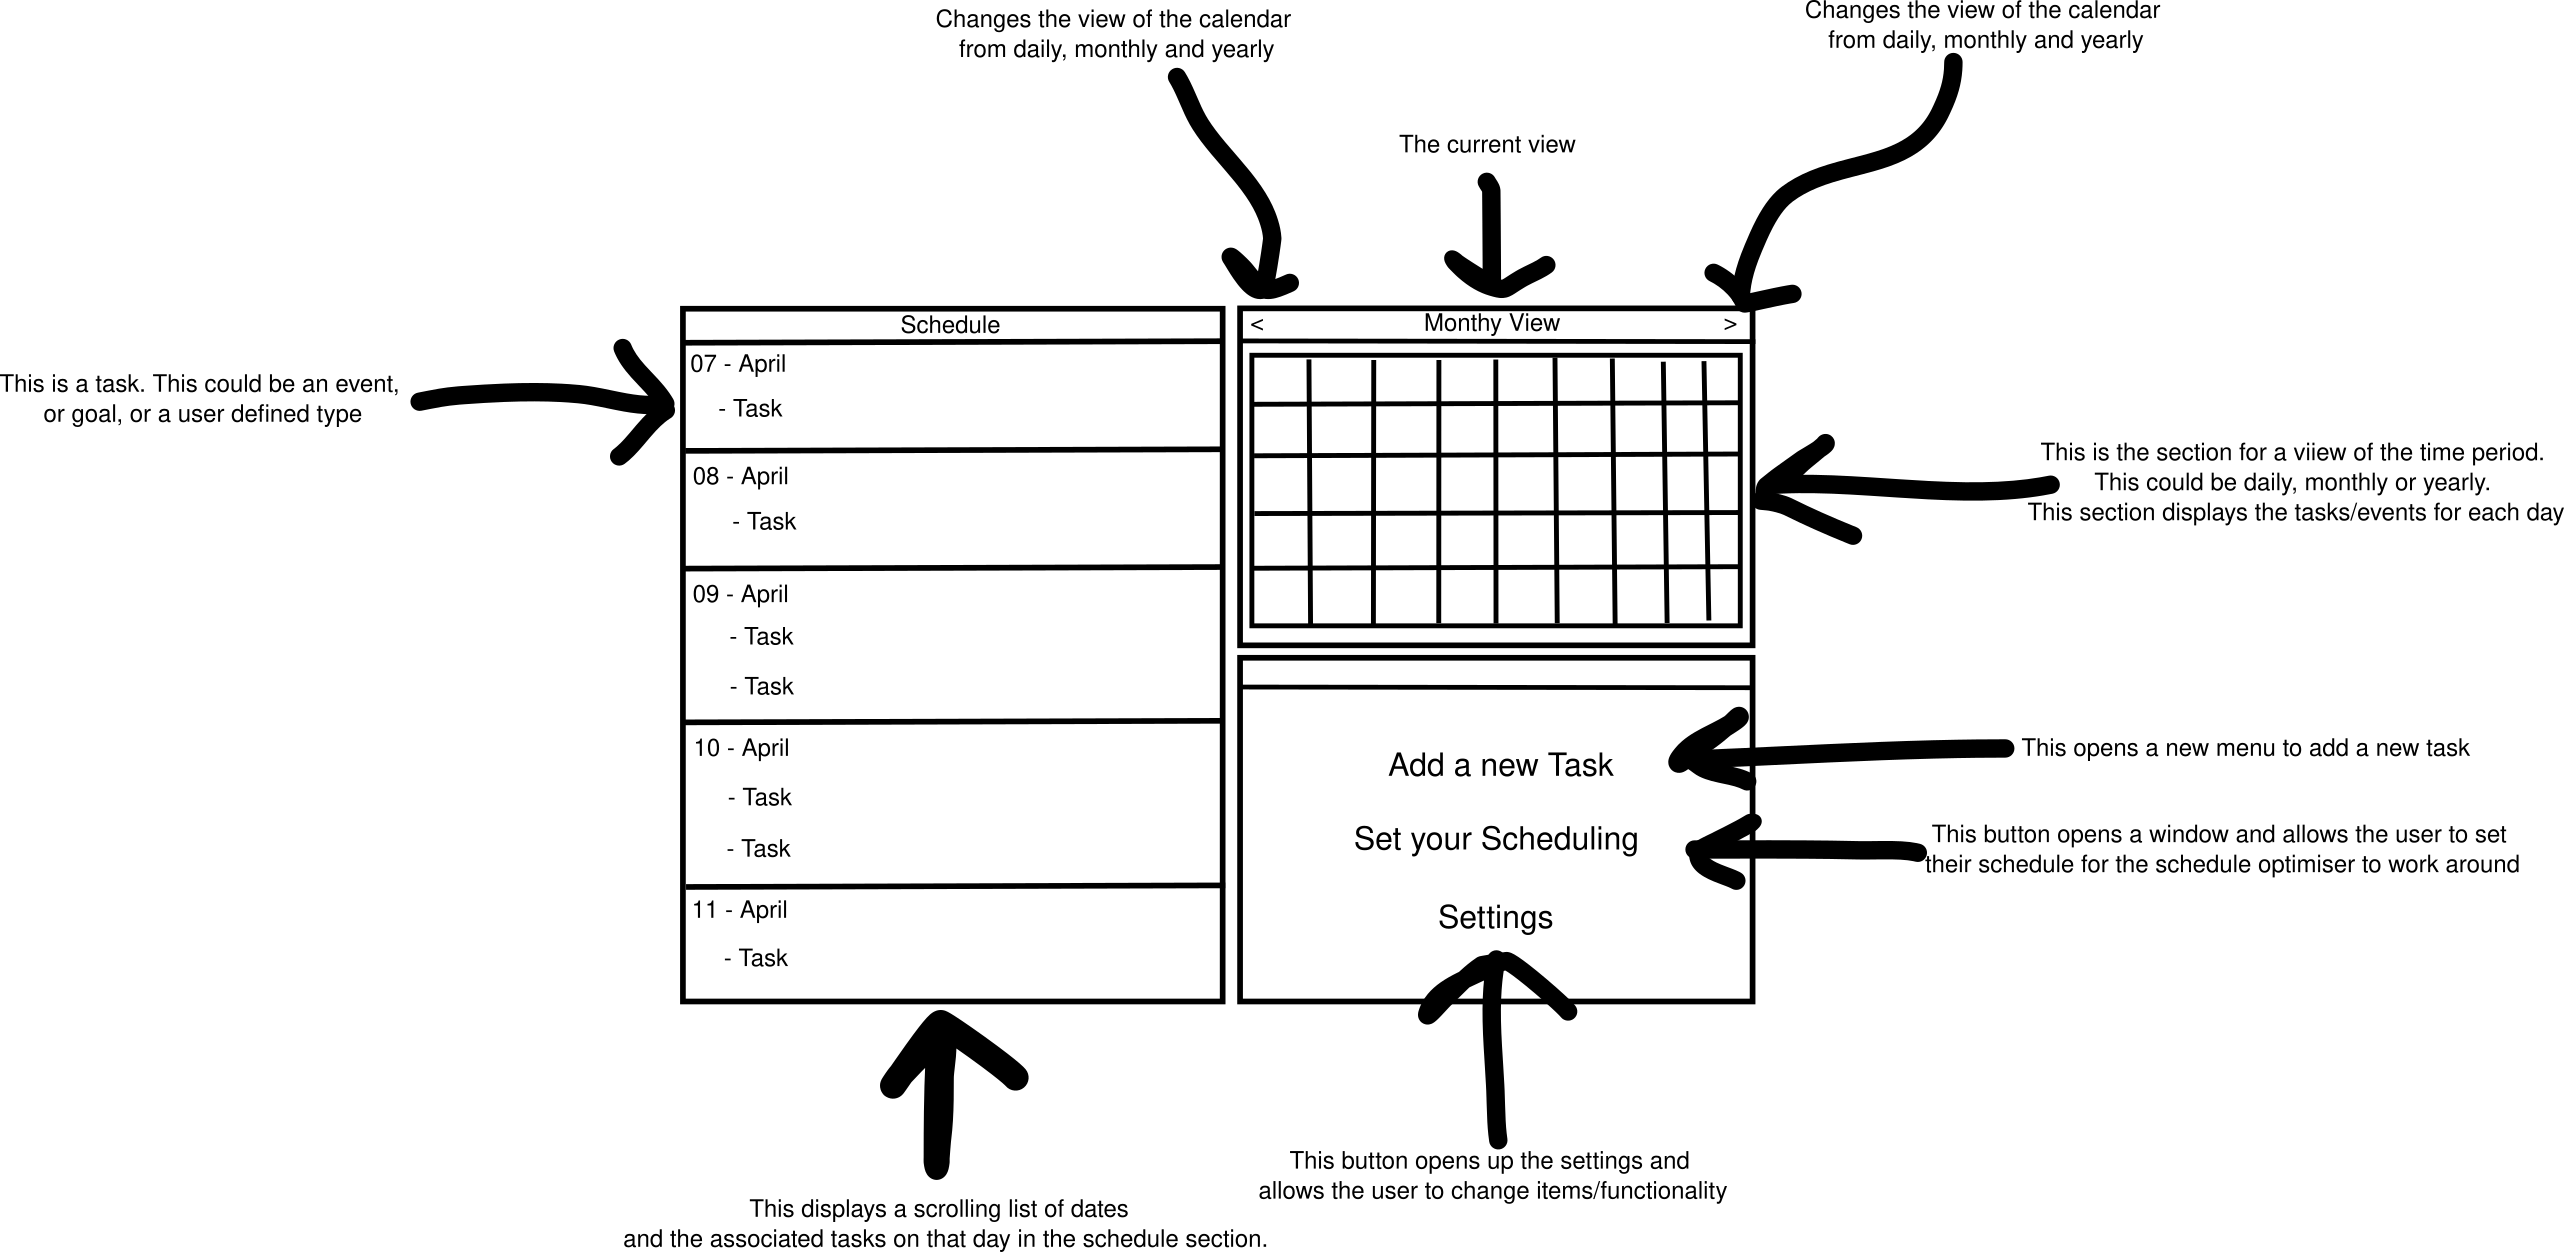 Changes the view of the calendar
from daily, monthly and yearly
Changes the view of the calendar
from daily, monthly and yearly
The current view
This is a task. This could be an event,
or goal, or a user defined type
Schedule
07 - April
- Task
08 - April
- Task
09 - April
- Task
- Task
10 - April
- Task
- Task
11 - April
- Task
< Monthy View >
This is the section for a viiew of the time period.
This could be daily, monthly or yearly.
This section displays the tasks/events for each day
Add a new Task
This opens a new menu to add a new task
Set your Scheduling
This button opens a window and allows the user to set
their schedule for the schedule optimiser to work around
Settings
This button opens up the settings and
allows the user to change items/functionality
This displays a scrolling list of dates
and the associated tasks on that day in the schedule section.